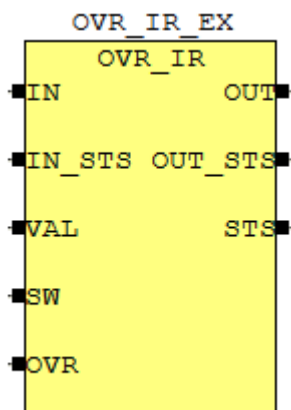 OVR_IR_EX
OVR_IR
IN OUT
IN_STS OUT_STS
VAL STS
SW
OVR